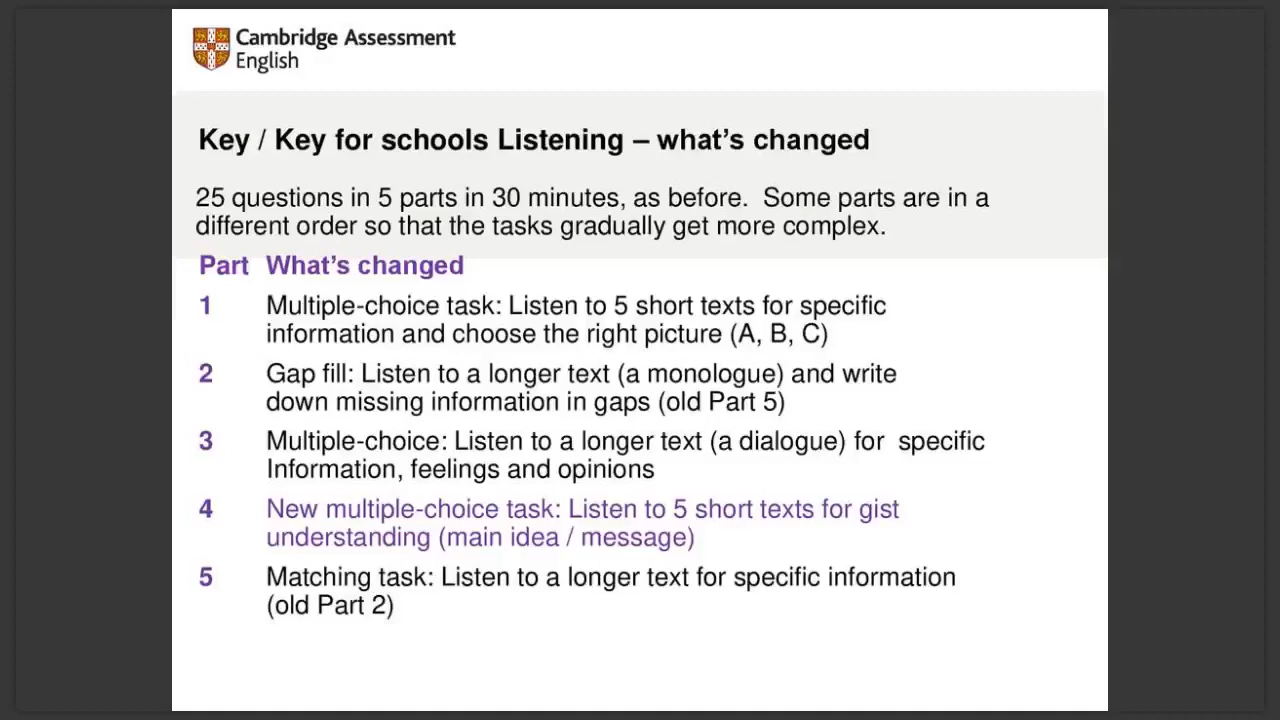 Cambridge Assessment
English
Key / Key for schools Listening – what's changed
25 questions in 5 parts in 30 minutes, as before.  Some parts are in a
different order so that the tasks gradually get more complex.
Part What's changed
1 Multiple-choice task: Listen to 5 short texts for specific
information and choose the right picture (A, B, C)
2 Gap fill: Listen to a longer text (a monologue) and write
down missing information in gaps (old Part 5)
3 Multiple-choice: Listen to a longer text (a dialogue) for  specific
Information, feelings and opinions
4 New multiple-choice task: Listen to 5 short texts for gist
understanding (main idea / message)
5 Matching task: Listen to a longer text for specific information
(old Part 2)